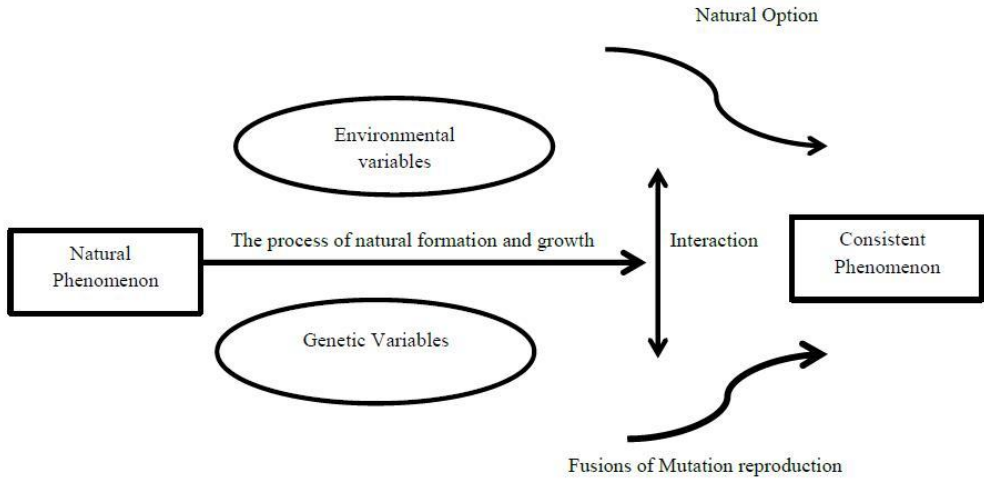 Natural Option
Environmental
variables
The process of natural formation and growth
Interaction
Natural
Phenomenon
Consistent
Phenomenon
Genetic Variables
Fusions of Mutation reproduction